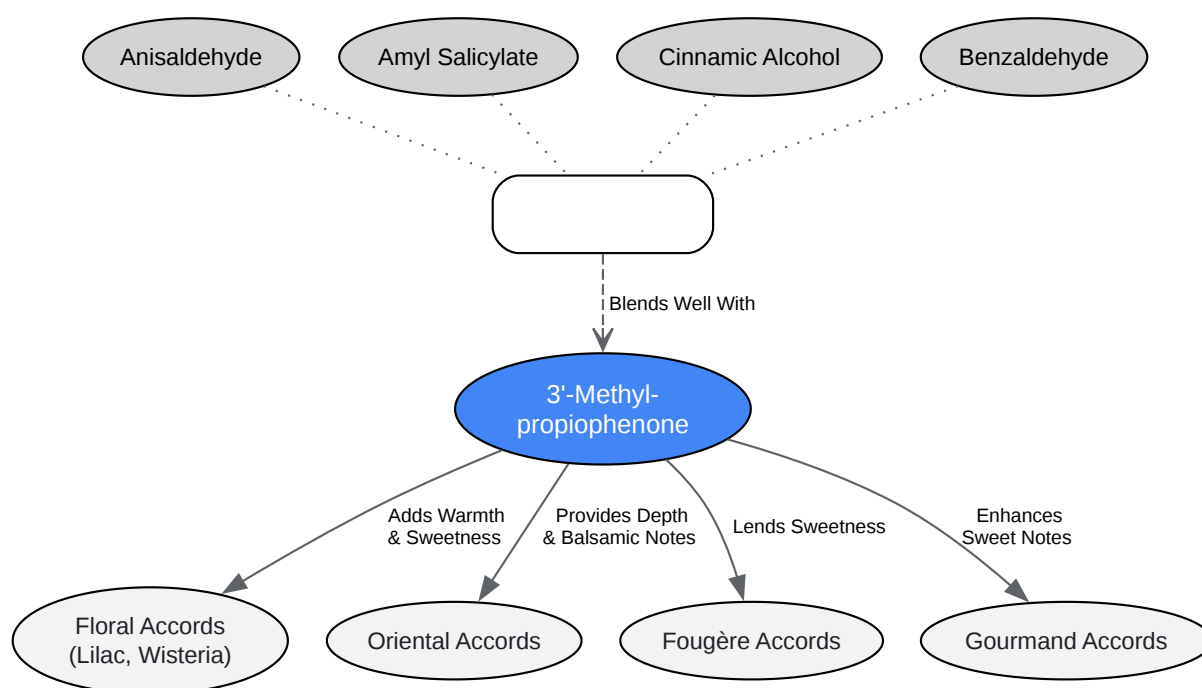 Anisaldehyde
Amyl Salicylate
Cinnamic Alcohol
Benzaldehyde
Blends Well With
3'-Methyl-
propiophenone
Adds Warmth
& Sweetness
Provides Depth
& Balsamic Notes
Lends Sweetness
Enhances
Sweet Notes
Floral Accords
(Lilac, Wisteria)
Oriental Accords
Fougère Accords
Gourmand Accords